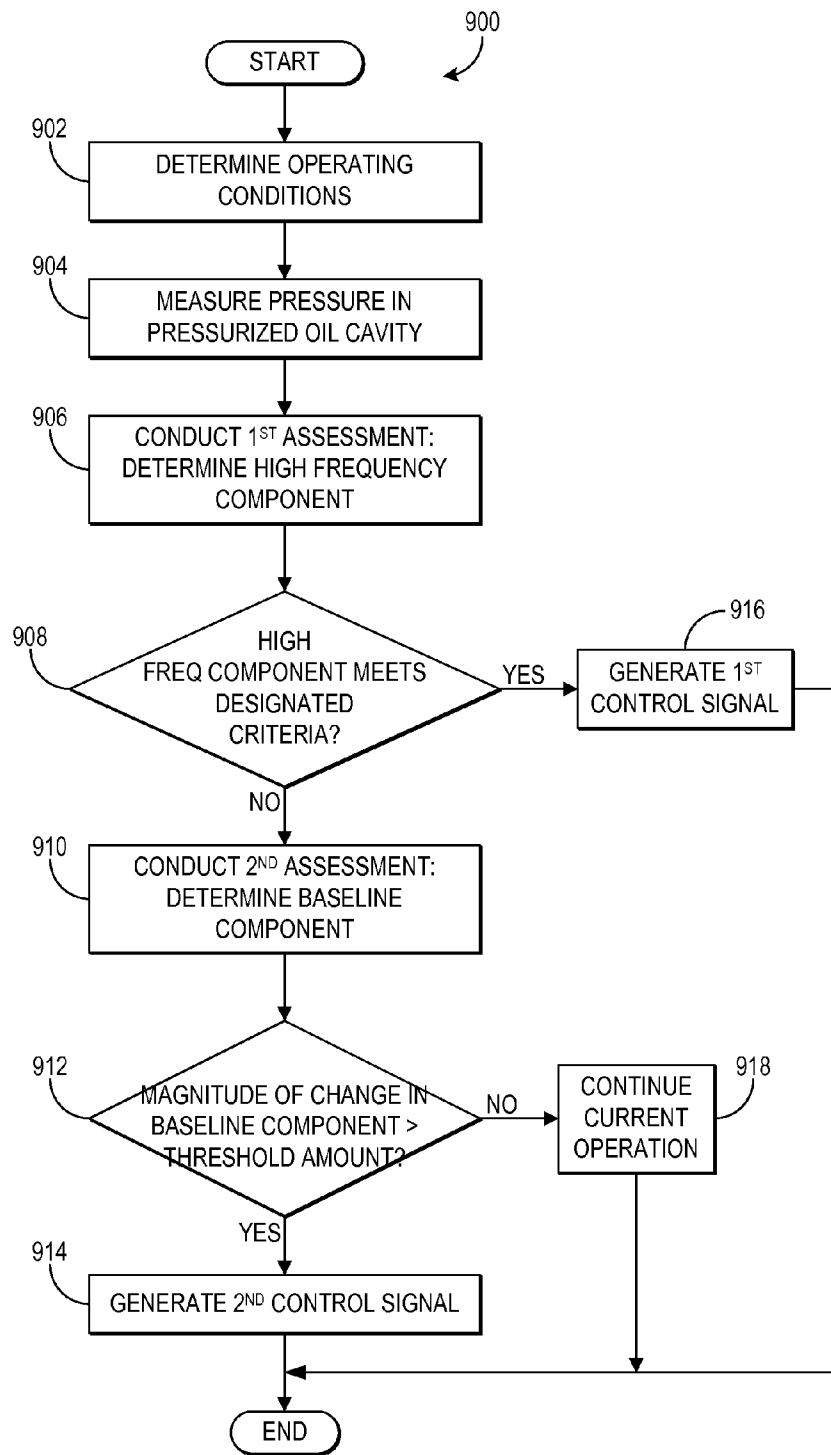 900
START
902
DETERMINE OPERATING
CONDITIONS
904
MEASURE PRESSURE IN
PRESSURIZED OIL CAVITY
906
CONDUCT 1ST ASSESSMENT:
DETERMINE HIGH FREQUENCY
COMPONENT
908
HIGH
FREQ COMPONENT MEETS
DESIGNATED
CRITERIA?
YES
916
GENERATE 1ST
CONTROL SIGNAL
NO
910
CONDUCT 2ND ASSESSMENT:
DETERMINE BASELINE
COMPONENT
912
MAGNITUDE OF CHANGE IN
BASELINE COMPONENT >
THRESHOLD AMOUNT?
NO
918
CONTINUE
CURRENT
OPERATION
YES
914
GENERATE 2ND CONTROL SIGNAL
END